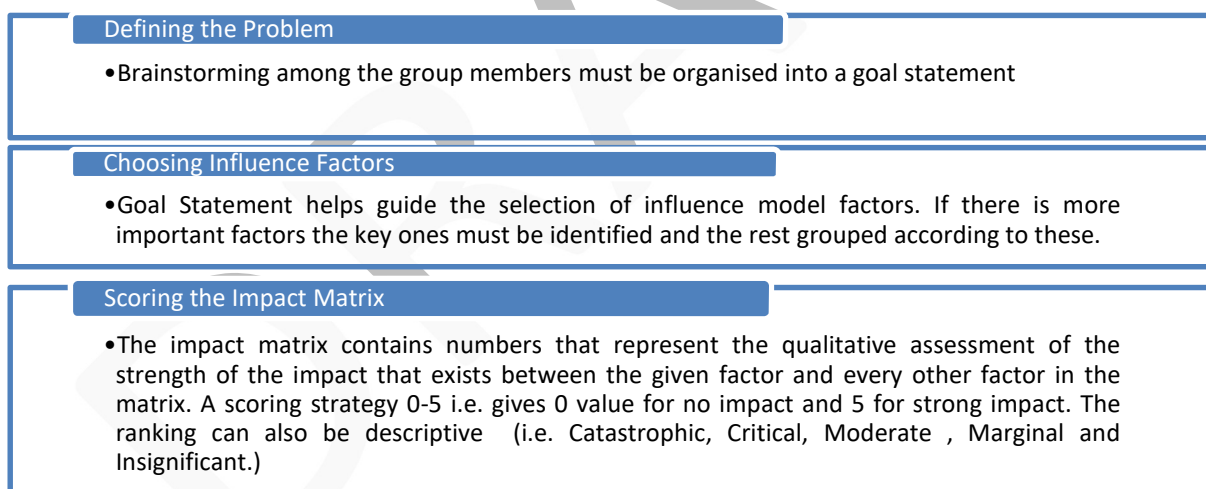 Defining the Problem
•Brainstorming among the group members must be organised into a goal statement
Choosing Influence Factors
•Goal Statement helps guide the selection of influence model factors. If there is more
important factors the key ones must be identified and the rest grouped according to these.
Scoring the Impact Matrix
•The impact matrix contains numbers that represent the qualitative assessment of the
strength of the impact that exists between the given factor and every other factor in the
matrix. A scoring strategy 0-5 i.e. gives 0 value for no impact and 5 for strong impact. The
ranking can also be descriptive (i.e. Catastrophic, Critical, Moderate , Marginal and
Insignificant.)